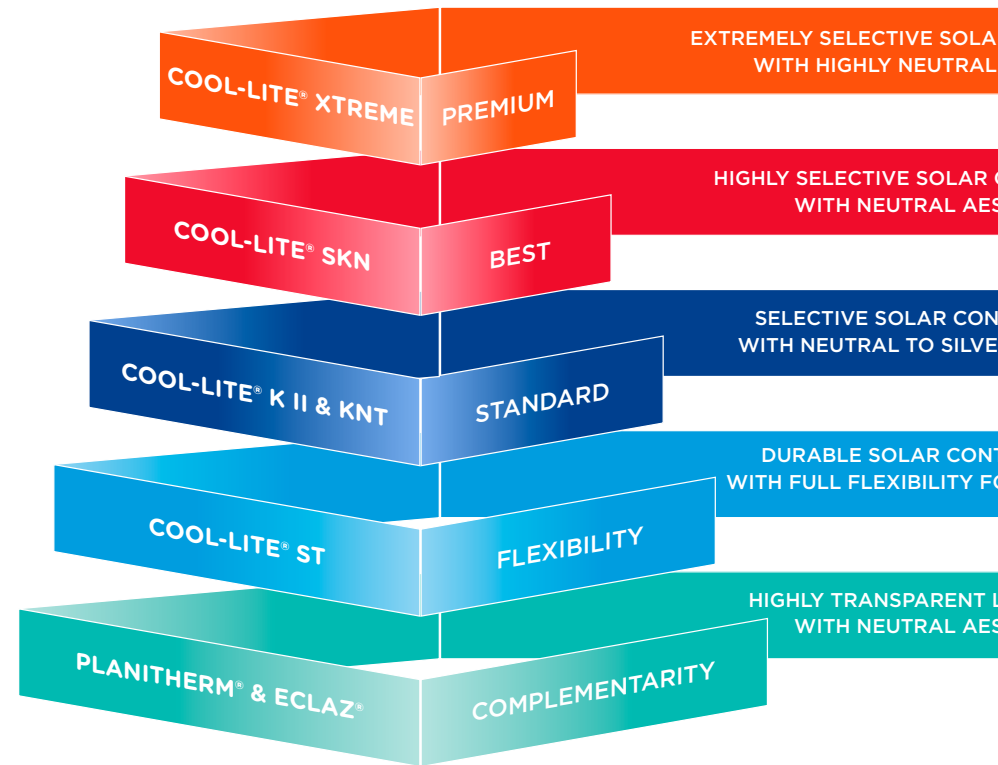 COOL-LITE® XTREME
PREMIUM
EXTREMELY SELECTIVE SOLA
WITH HIGHLY NEUTRAL
COOL-LITE® SKN
BEST
HIGHLY SELECTIVE SOLAR
WITH NEUTRAL AES
COOL-LITE® K II & KNT
STANDARD
SELECTIVE SOLAR CON
WITH NEUTRAL TO SILVE
COOL-LITE® ST
FLEXIBILITY
DURABLE SOLAR CONT
WITH FULL FLEXIBILITY FO
PLANITHERM® & ECLAZ®
COMPLEMENTARITY
HIGHLY TRANSPARENT L
WITH NEUTRAL AES